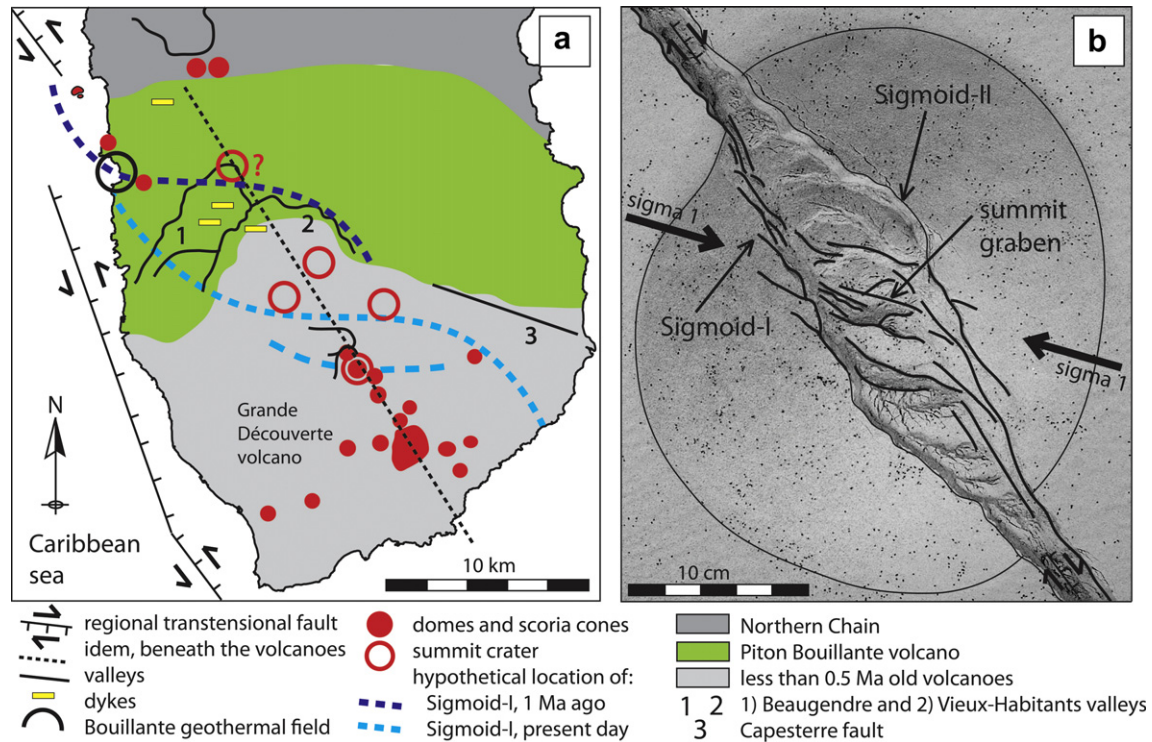 a
?
1
2
3
Grande
Découverte
volcano
N
Caribbean
sea
10 km
b
Sigmoid-II
sigma 1
summit
graben
Sigmoid-I
sigma 1
10 cm
regional transtensional fault
idem, beneath the volcanoes
valleys
dykes
Bouillante geothermal field
domes and scoria cones
summit crater
hypothetical location of:
Sigmoid-I, 1 Ma ago
Sigmoid-I, present day
Northern Chain
Piton Bouillante volcano
less than 0.5 Ma old volcanoes
1 2 1) Beaugendre and 2) Vieux-Habitants valleys
3 Capesterre fault